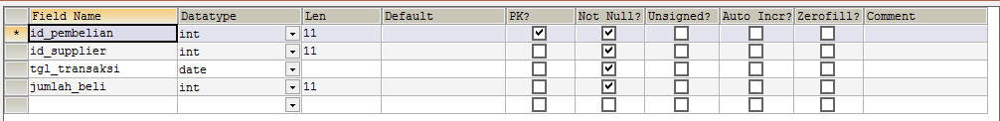 Field Name Datatype Len Default PK? Not Null? Unsigned? Auto Incr? Zerofill? Comment
* id_pembelian int 11
id_supplier int 11
tgl_transaksi date
jumlah_beli int 11